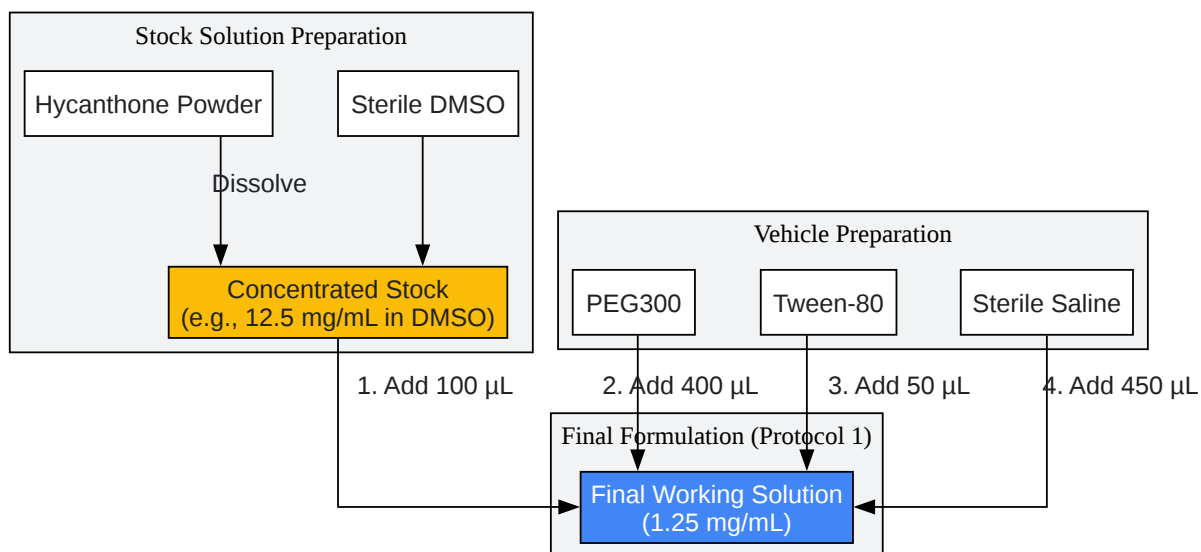 Stock Solution Preparation
Hycanthone Powder
Sterile DMSO
Dissolve
Concentrated Stock
(e.g., 12.5 mg/mL in DMSO)
Vehicle Preparation
PEG300
Tween-80
Sterile Saline
1. Add 100 µL
2. Add 400 µL
3. Add 50 µL
4. Add 450 µL
Final Formulation (Protocol 1)
Final Working Solution
(1.25 mg/mL)